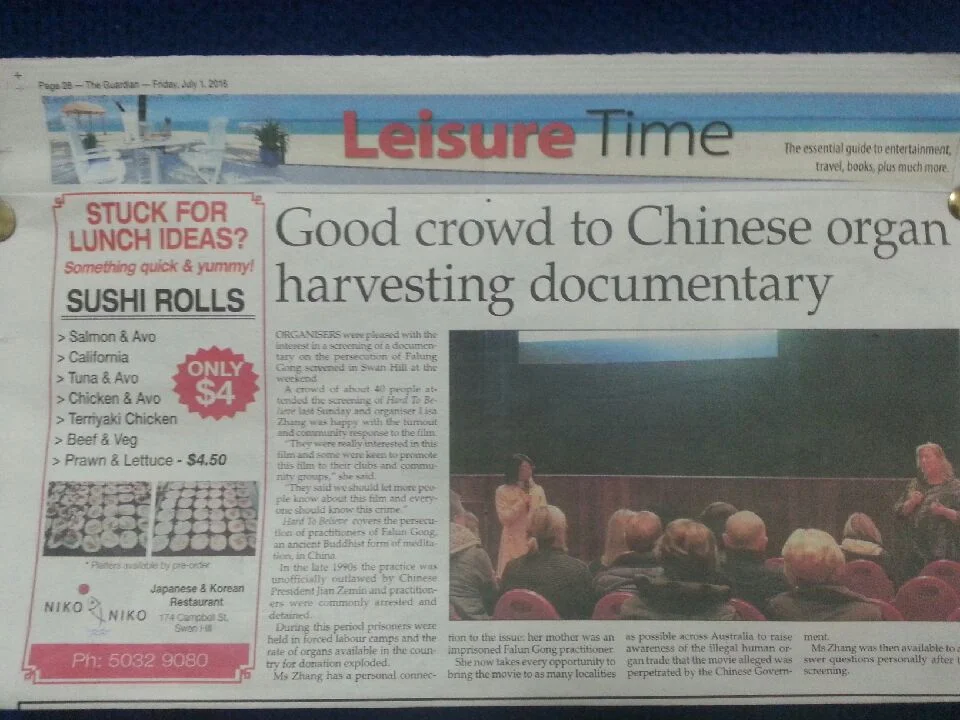 Page 26 — The Guardian — Friday, July 1, 2016
Leisure Time
The essential guide to entertainment,
travel, books, plus much more.
STUCK FOR
LUNCH IDEAS?
Something quick & yummy!
SUSHI ROLLS
> Salmon & Avo
> California
> Tuna & Avo
> Chicken & Avo
> Terriyaki Chicken
> Beef & Veg
> Prawn & Lettuce - $4.50
ONLY
$4
* Platters available by pre-order
NIKO NIKO
Japanese & Korean
Restaurant
174 Campbell St,
Swan Hill
Ph: 5032 9080
Good crowd to Chinese organ
harvesting documentary
ORGANISERS were pleased with the
interest in a screening of a documen-
tary on the persecution of Falung
Gong screened in Swan Hill at the
weekend.
A crowd of about 40 people at-
tended the screening of Hard To Be-
lieve last Sunday and organiser Lisa
Zhang was happy with the turnout
and community response to the film.
"They were really interested in this
film and some were keen to promote
this film to their clubs and commu-
nity groups," she said.
"They said we should let more peo-
ple know about this film and every-
one should know this crime."
Hard To Believe covers the persecu-
tion of practitioners of Falun Gong,
an ancient Buddhist form of medita-
tion, in China.
In the late 1990s the practice was
unofficially outlawed by Chinese
President Jian Zemin and practition-
ers were commonly arrested and
detained.
During this period prisoners were
held in forced labour camps and the
rate of organs available in the coun-
try for donation exploded.
Ms Zhang has a personal connec-
tion to the issue: her mother was an
imprisoned Falun Gong practitioner.
She now takes every opportunity to
bring the movie to as many localities
as possible across Australia to raise
awareness of the illegal human or-
gan trade that the movie alleged was
perpetrated by the Chinese Govern-
ment.
Ms Zhang was then available to
swer questions personally after
screening.